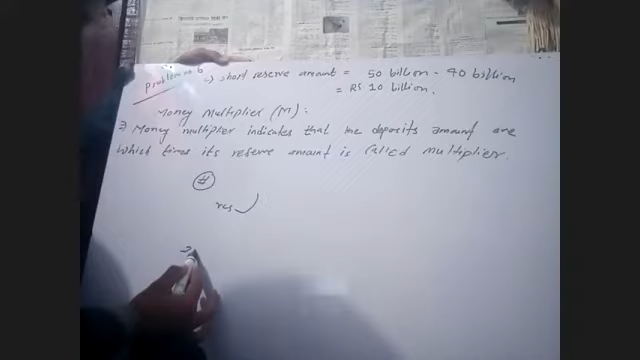 Problem no 6 → short reserve amount = 50 billion - 40 billion
= RS 10 billion.
Money Multiplier (M):
⇒ Money multiplier indicates that the deposits amount are
which times its reserve amount is called multiplier.
#
res